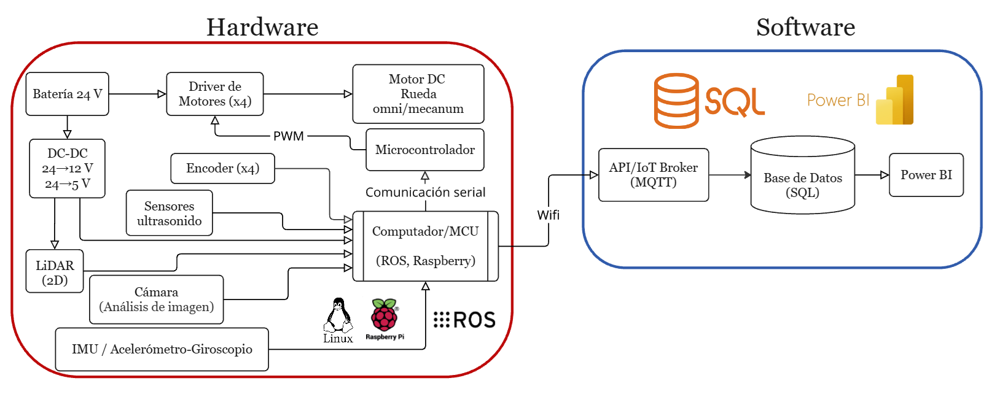 Hardware
Software
Batería 24 V
Driver de
Motores (x4)
Motor DC
Rueda
omni/mecanum
PWM
Microcontrolador
DC-DC
24→12 V
24→5 V
Encoder (x4)
Comunicación serial
Sensores
ultrasonido
Computador/MCU
(ROS, Raspberry)
LiDAR
(2D)
Cámara
(Análisis de imagen)
IMU / Acelerómetro-Giroscopio
Linux
Raspberry Pi
®
ROS
Wifi
SQL
Power BI
API/IoT Broker
(MQTT)
Base de Datos
(SQL)
Power BI